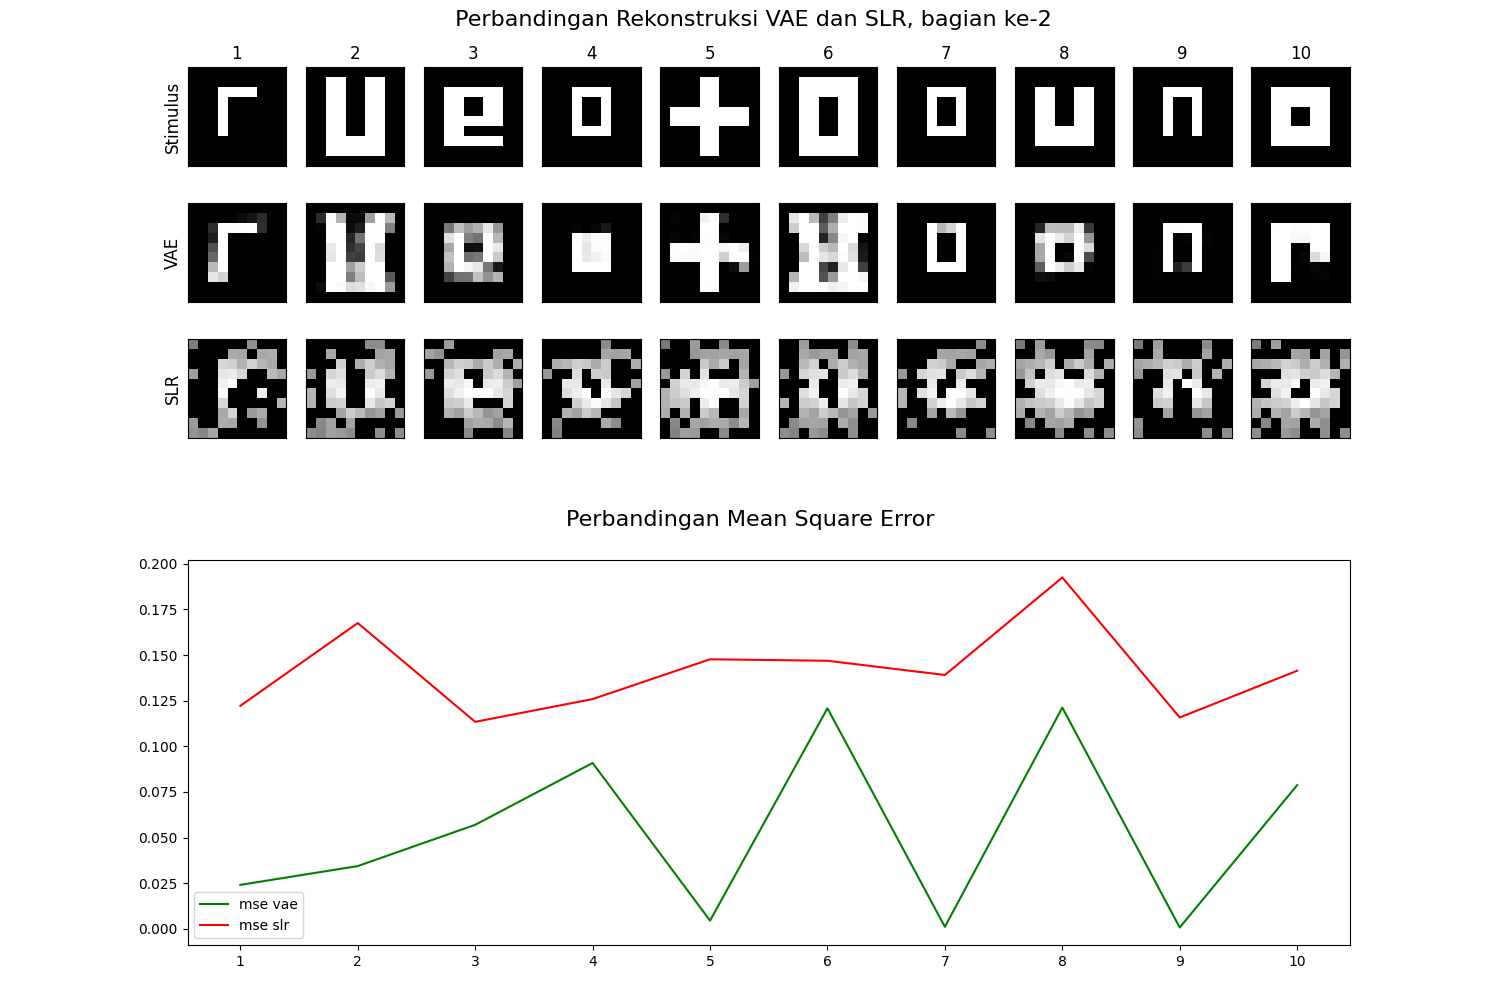 Perbandingan Rekonstruksi VAE dan SLR, bagian ke-2
1 2 3 4 5 6 7 8 9 10
Stimulus
VAE
SLR
Perbandingan Mean Square Error
0.200
0.175
0.150
0.125
0.100
0.075
0.050
0.025
0.000
mse vae
mse slr
1 2 3 4 5 6 7 8 9 10